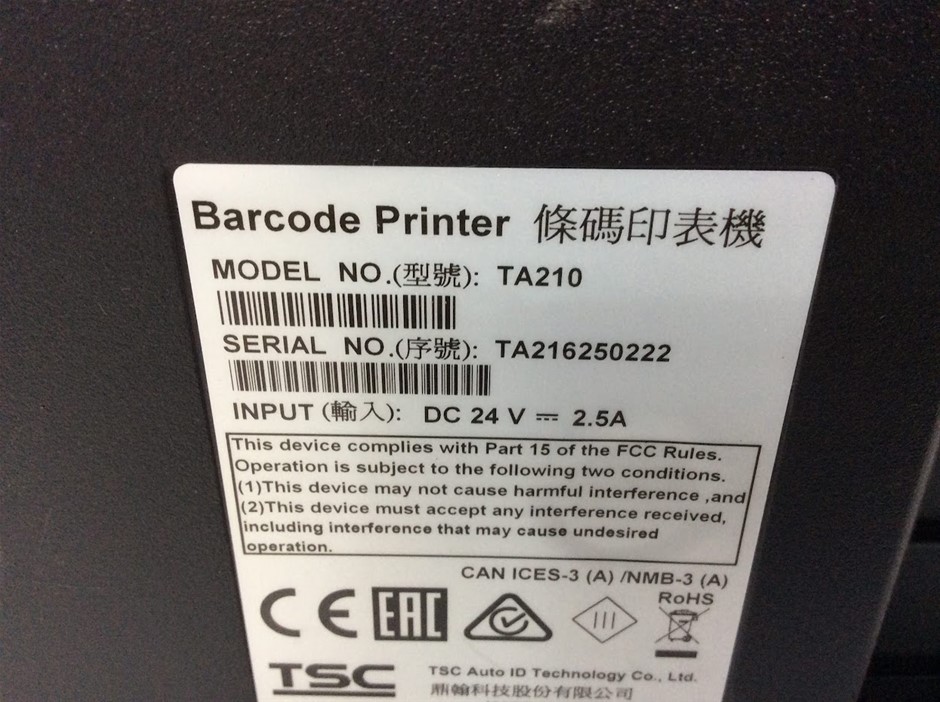 Barcode Printer 條碼印表機
MODEL NO.(型號): TA210
SERIAL NO.(序號): TA216250222
INPUT (輸入): DC 24 V ⎓ 2.5A
This device complies with Part 15 of the FCC Rules.
Operation is subject to the following two conditions.
(1)This device may not cause harmful interference ,and
(2)This device must accept any interference received,
including interference that may cause undesired
operation.
CAN ICES-3 (A) /NMB-3 (A)
RoHS
CE EAC
TSC TSC Auto ID Technology Co., Ltd.
鼎翰科技股份有限公司